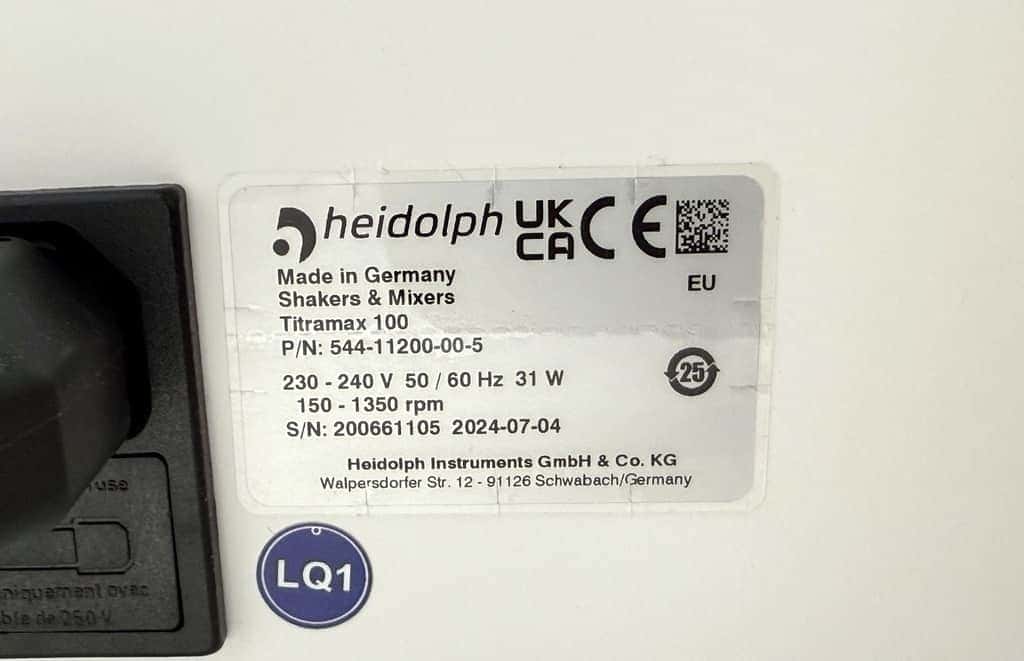 heidolph UK CA CE
EU
Made in Germany
Shakers & Mixers
Titramax 100
P/N: 544-11200-00-5
230 - 240 V 50 / 60 Hz 31 W
25
150 - 1350 rpm
S/N: 200661105 2024-07-04
Heidolph Instruments GmbH & Co. KG
Walpersdorfer Str. 12 - 91126 Schwabach/Germany
LQ1
fuse
250 V